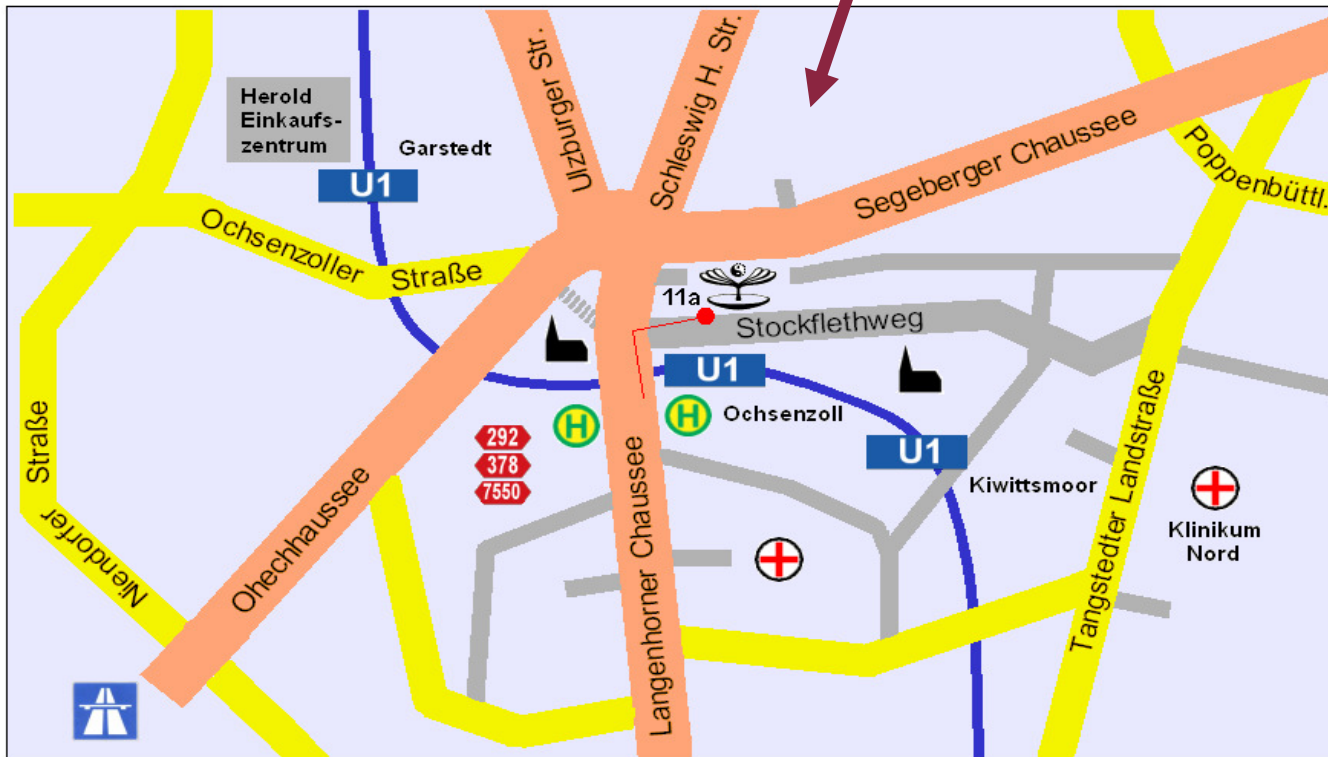 Ulzburger Str.
Schleswig H. Str.
Herold
Einkaufs-
zentrum
Garstedt
U1
Segeberger Chaussee
Poppenbüttl.
Ochsenzoller Straße
11a
Stockflethweg
U1
Ochsenzoll
H
H
292
378
7550
U1
Kiwittsmoor
Straße
Niendorfer
Ohechhaussee
Langenhorner Chaussee
Tangstedter Landstraße
Klinikum
Nord